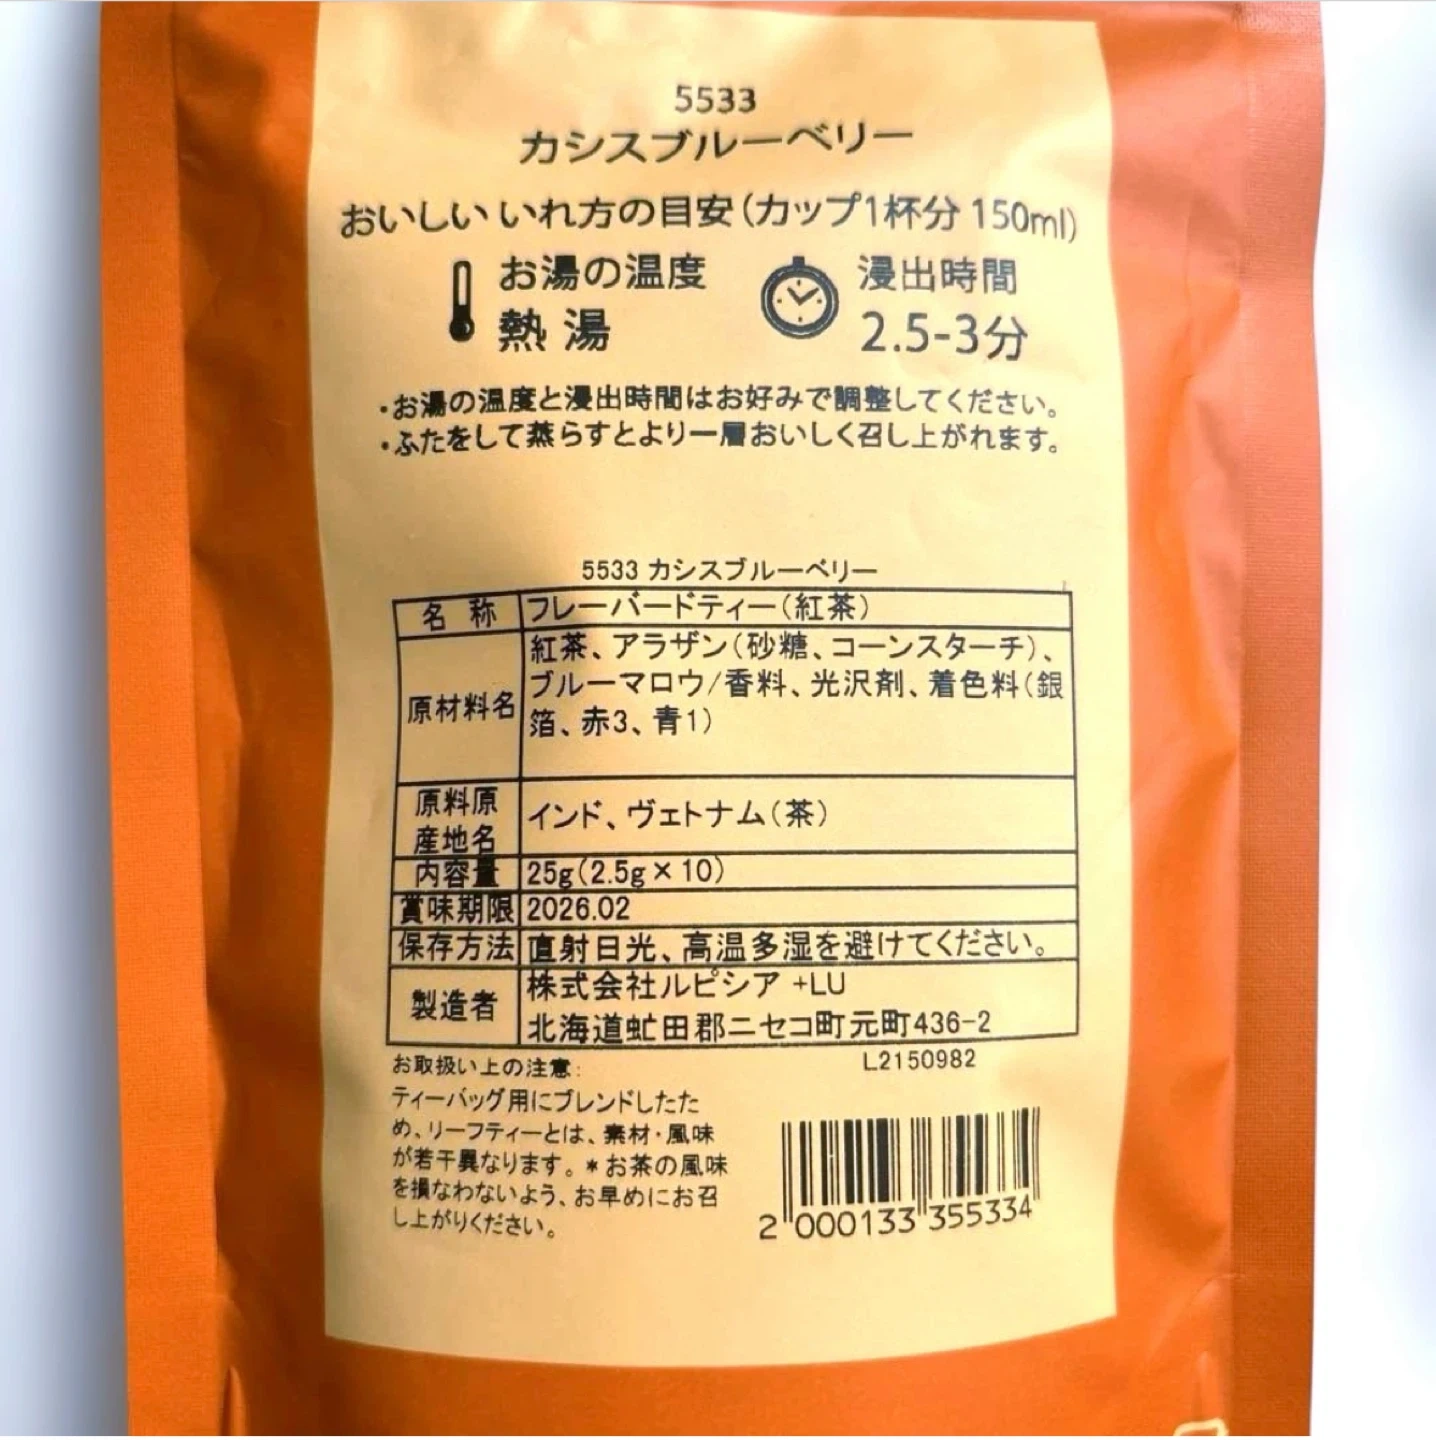 5533
カシスブルーベリー
おいしいいれ方の目安(カップ1杯分 150ml)
お湯の温度
熱湯
浸出時間
2.5-3分
・お湯の温度と浸出時間はお好みで調整してください。
・ふたをして蒸らすとより一層おいしく召し上がれます。
5533 カシスブルーベリー
名 称 フレーバードティー(紅茶)
原材料名 紅茶、アラザン(砂糖、コーンスターチ)、
ブルーマロウ/香料、光沢剤、着色料(銀
箔、赤3、青1)
原料原
産地名
インド、ヴェトナム(茶)
内容量 25g(2.5g×10)
賞味期限 2026.02
保存方法 直射日光、高温多湿を避けてください。
製造者 株式会社ルピシア +LU
北海道虻田郡ニセコ町元町436-2
お取扱い上の注意:
ティーバッグ用にブレンドしたた
め、リーフティーとは、素材・風味
が若干異なります。*お茶の風味
を損なわないよう、お早めにお召
し上がりください。
L2150982
2 000133 355334